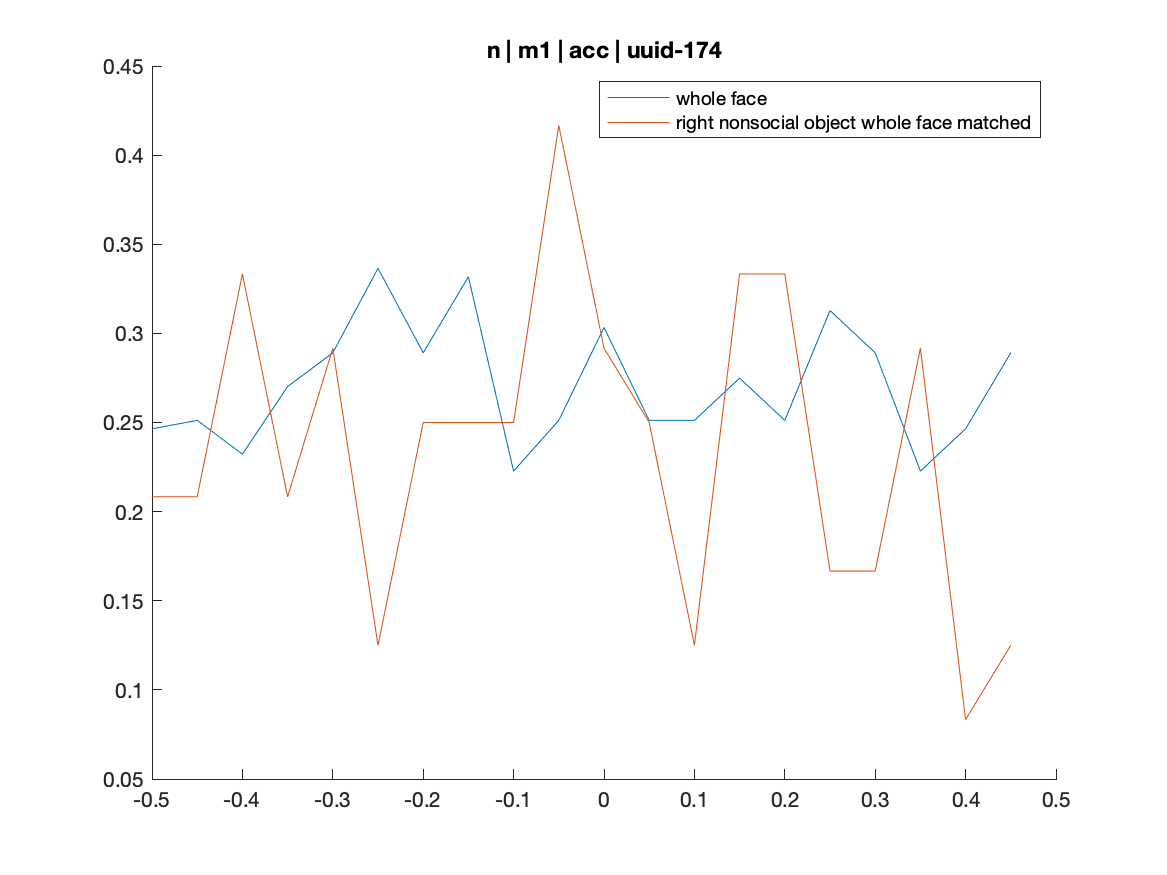 n | m1 | acc | uuid-174
whole face
right nonsocial object whole face matched
0.45
0.4
0.35
0.3
0.25
0.2
0.15
0.1
0.05
-0.5 -0.4 -0.3 -0.2 -0.1 0 0.1 0.2 0.3 0.4 0.5